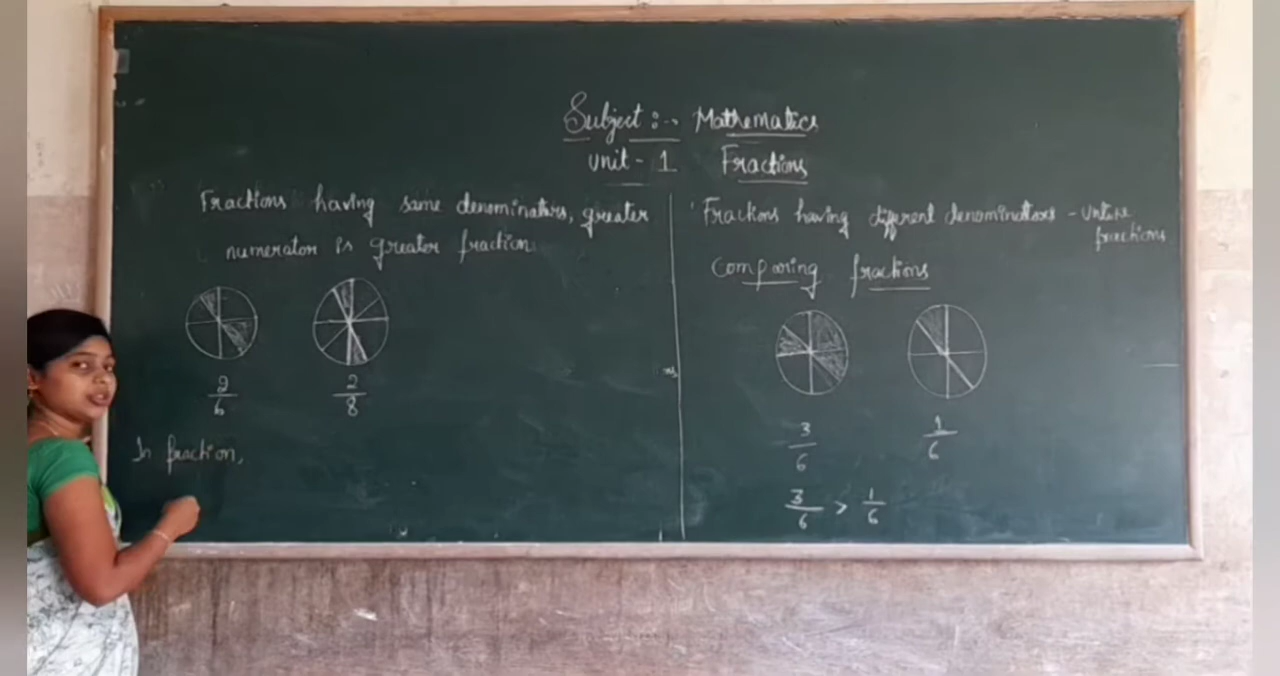 Subject :- Mathematics
Unit - 1 Fractions
Fractions having same denominators, greater
numerator is greater fraction
2/6 2/8
In fraction,
Fractions having different denominators - unlike
fractions
Comparing fractions
3/6 1/6
3/6 > 1/6